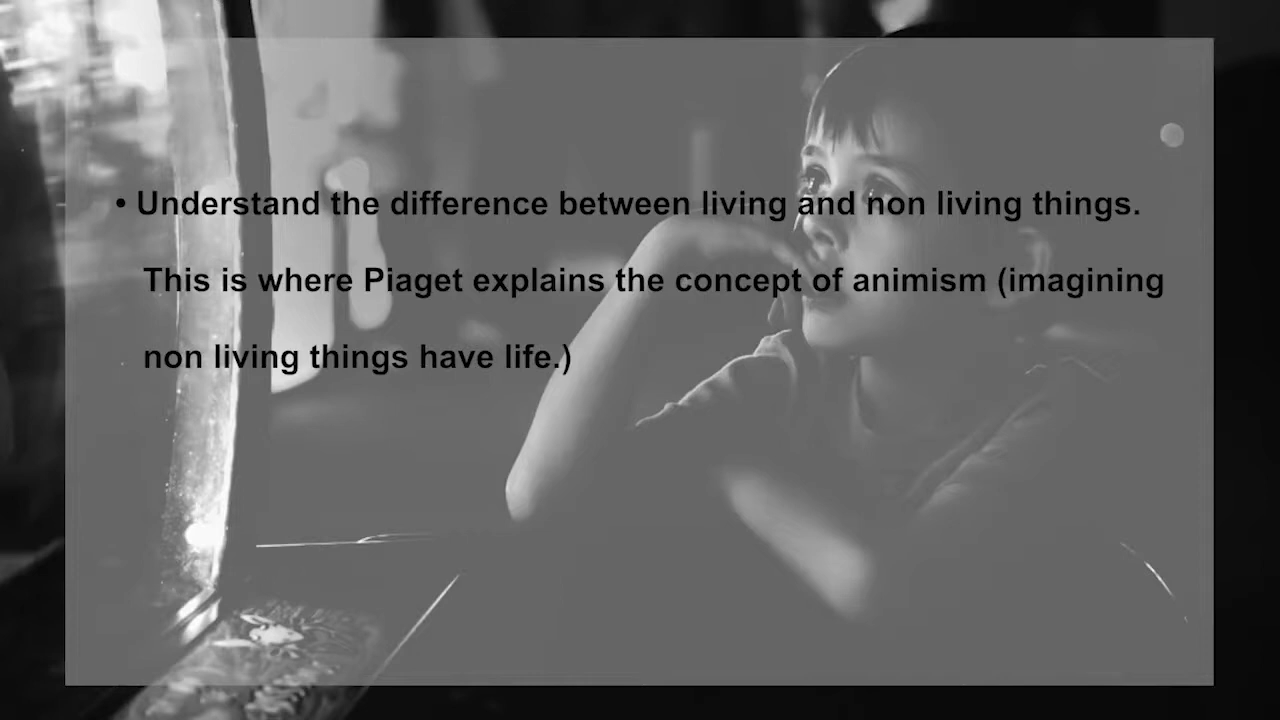 • Understand the difference between living and non living things.
This is where Piaget explains the concept of animism (imagining
non living things have life.)